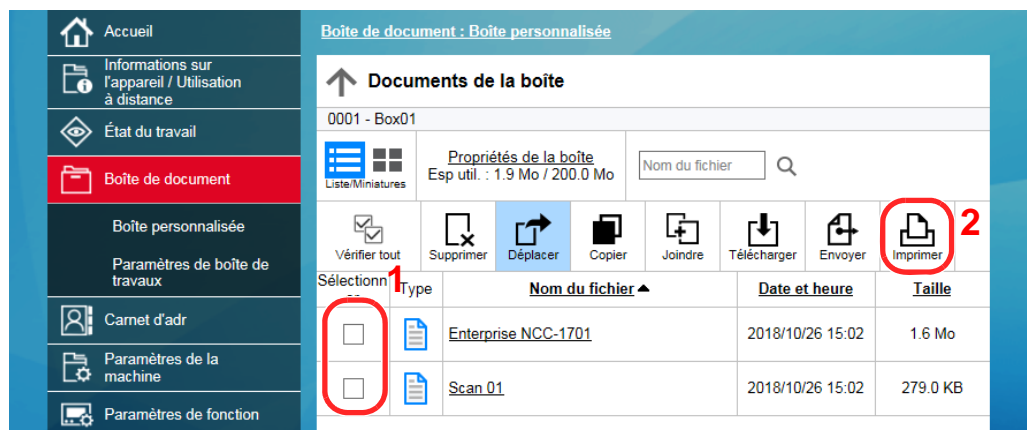 Accueil
Informations sur
l'appareil / Utilisation
à distance
État du travail
Boîte de document
Boîte personnalisée
Paramètres de boîte de
travaux
Carnet d'adr
Paramètres de la
machine
Paramètres de fonction
Boîte de document : Boîte personnalisée
Documents de la boîte
0001 - Box01
Liste/Miniatures
Propriétés de la boîte
Esp util. : 1.9 Mo / 200.0 Mo
Nom du fichier
Vérifier tout
Supprimer
Déplacer
Copier
Joindre
Télécharger
Envoyer
Imprimer
2
Sélectionn
1
Type
Nom du fichier
Date et heure
Taille
Enterprise NCC-1701
2018/10/26 15:02
1.6 Mo
Scan 01
2018/10/26 15:02
279.0 KB